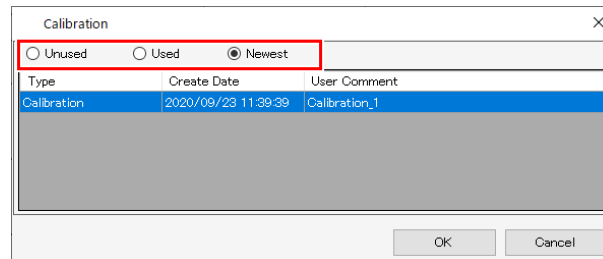 Calibration
Unused Used Newest
Type Create Date User Comment
Calibration 2020/09/23 11:39:39 Calibration_1
OK Cancel